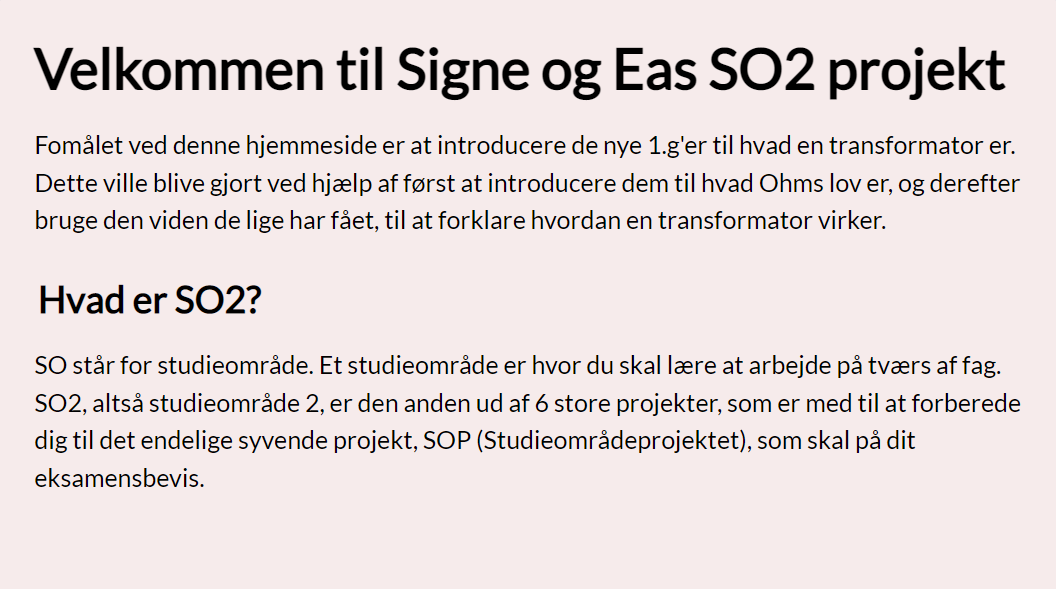 Velkommen til Signe og Eas SO2 projekt
Fomålet ved denne hjemmeside er at introducere de nye 1.g'er til hvad en transformator er.
Dette ville blive gjort ved hjælp af først at introducere dem til hvad Ohms lov er, og derefter
bruge den viden de lige har fået, til at forklare hvordan en transformator virker.
Hvad er SO2?
SO står for studieområde. Et studieområde er hvor du skal lære at arbejde på tværs af fag.
SO2, altså studieområde 2, er den anden ud af 6 store projekter, som er med til at forberede
dig til det endelige syvende projekt, SOP (Studieområdeprojektet), som skal på dit
eksamensbevis.